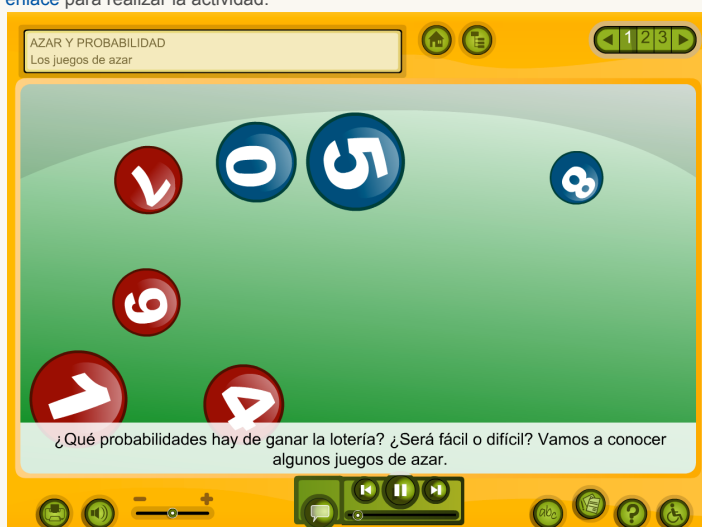 enlace para realizar la actividad.
AZAR Y PROBABILIDAD
Los juegos de azar
1 2 3
7
0
5
8
9
1
4
¿Qué probabilidades hay de ganar la lotería? ¿Será fácil o difícil? Vamos a conocer
algunos juegos de azar.
abc
?